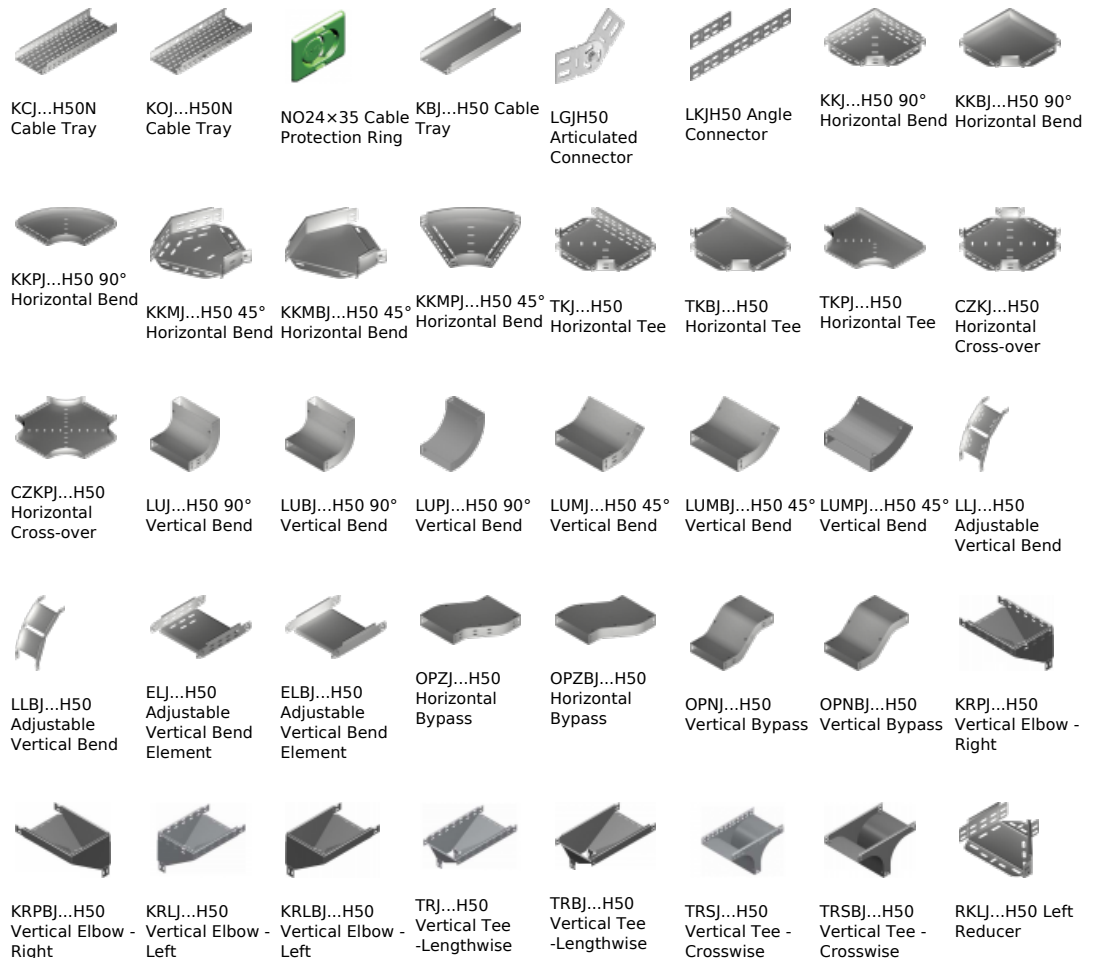 KCJ...H50N
Cable Tray
KOJ...H50N
Cable Tray
NO24×35 Cable
Protection Ring
KBJ...H50 Cable
Tray
LGJH50
Articulated
Connector
LKJH50 Angle
Connector
KKJ...H50 90°
Horizontal Bend
KKBJ...H50 90°
Horizontal Bend
KKPJ...H50 90°
Horizontal Bend
KKMJ...H50 45°
Horizontal Bend
KKMBJ...H50 45°
Horizontal Bend
KKMPJ...H50 45°
Horizontal Bend
TKJ...H50
Horizontal Tee
TKBJ...H50
Horizontal Tee
TKPJ...H50
Horizontal Tee
CZKJ...H50
Horizontal
Cross-over
CZKPJ...H50
Horizontal
Cross-over
LUJ...H50 90°
Vertical Bend
LUBJ...H50 90°
Vertical Bend
LUPJ...H50 90°
Vertical Bend
LUMJ...H50 45°
Vertical Bend
LUMBJ...H50 45°
Vertical Bend
LUMPJ...H50 45°
Vertical Bend
LLJ...H50
Adjustable
Vertical Bend
LLBJ...H50
Adjustable
Vertical Bend
ELJ...H50
Adjustable
Vertical Bend
Element
ELBJ...H50
Adjustable
Vertical Bend
Element
OPZJ...H50
Horizontal
Bypass
OPZBJ...H50
Horizontal
Bypass
OPNJ...H50
Vertical Bypass
OPNBJ...H50
Vertical Bypass
KRPJ...H50
Vertical Elbow -
Right
KRPBJ...H50
Vertical Elbow -
Right
KRLJ...H50
Vertical Elbow -
Left
KRLBJ...H50
Vertical Elbow -
Left
TRJ...H50
Vertical Tee
-Lengthwise
TRBJ...H50
Vertical Tee
-Lengthwise
TRSJ...H50
Vertical Tee -
Crosswise
TRSBJ...H50
Vertical Tee -
Crosswise
RKLJ...H50 Left
Reducer